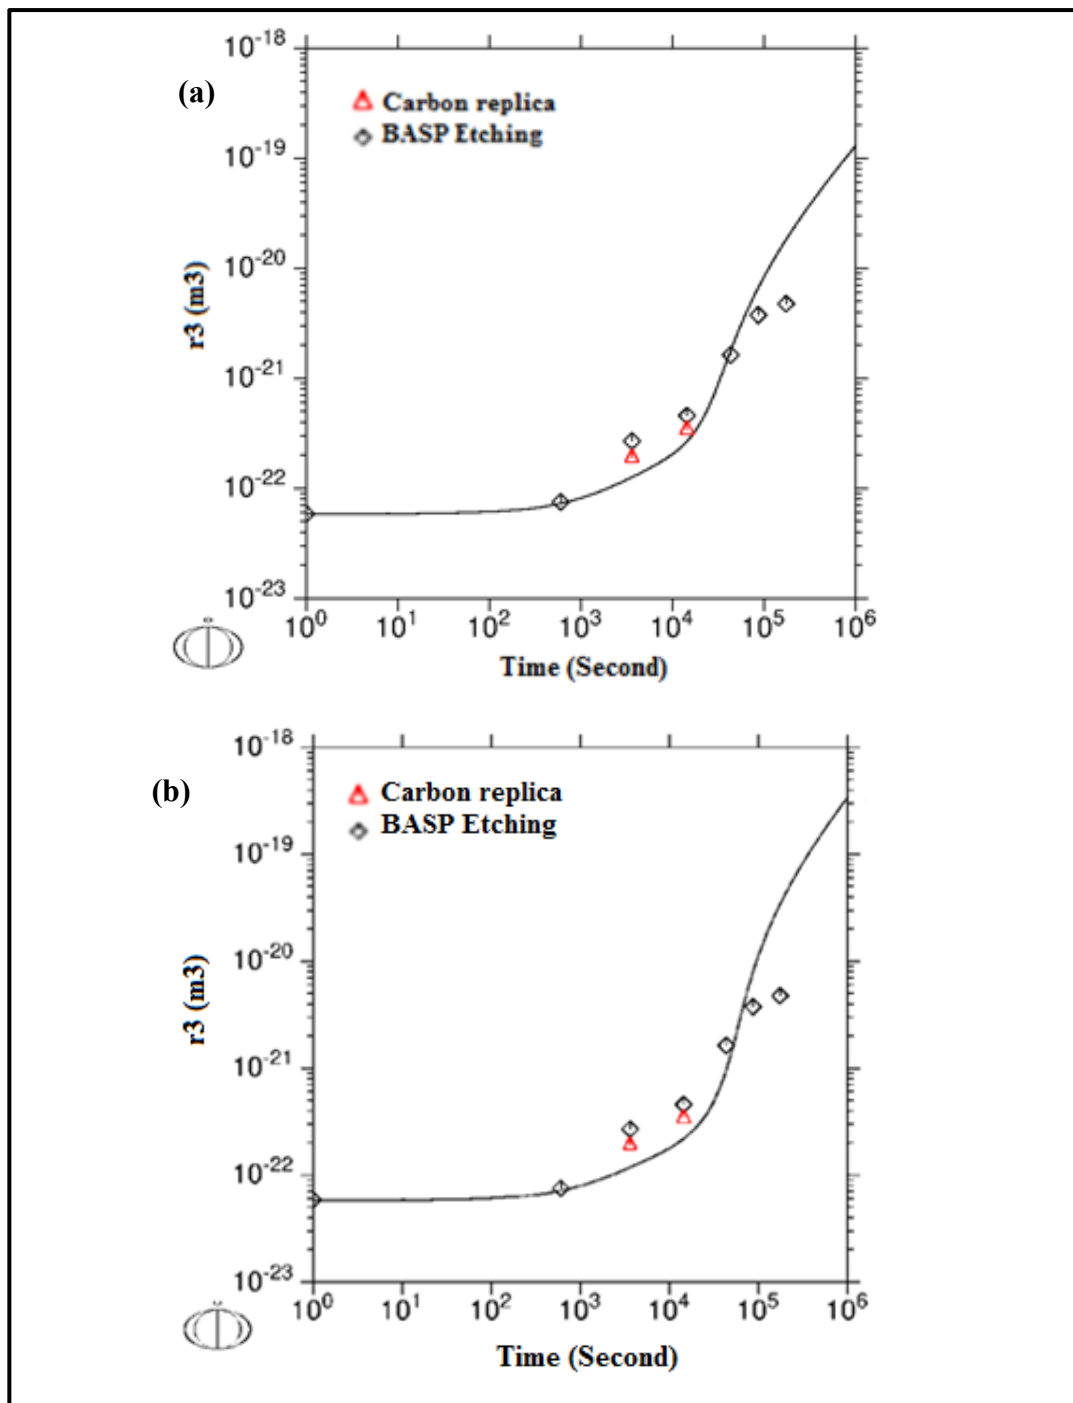 (a)
Carbon replica
BASP Etching
r3 (m3)
10-18
10-19
10-20
10-21
10-22
10-23
100 101 102 103 104 105 106
Time (Second)
(b)
Carbon replica
BASP Etching
r3 (m3)
10-18
10-19
10-20
10-21
10-22
10-23
100 101 102 103 104 105 106
Time (Second)